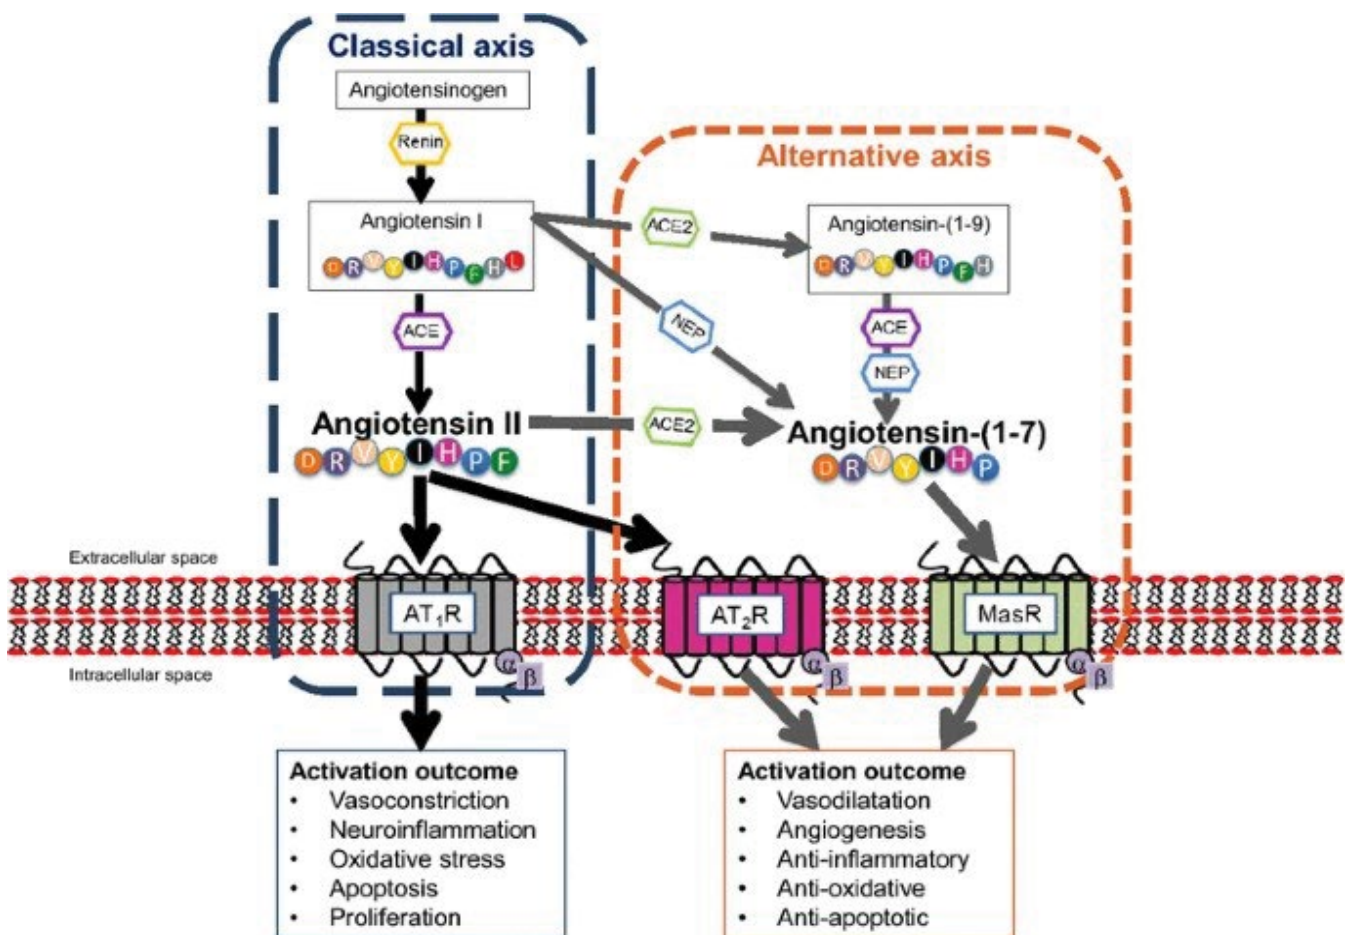 Classical axis
Angiotensinogen
Renin
Angiotensin I
D R V Y I H P F H L
ACE
Angiotensin II
D R V Y I H P F
Alternative axis
ACE2
Angiotensin-(1-9)
D R V Y I H P F H
NEP
ACE
NEP
ACE2
Angiotensin-(1-7)
D R V Y I H P
Extracellular space
Intracellular space
AT₁R
α
β
AT₂R
α
β
MasR
α
β
Activation outcome
• Vasoconstriction
• Neuroinflammation
• Oxidative stress
• Apoptosis
• Proliferation
Activation outcome
• Vasodilatation
• Angiogenesis
• Anti-inflammatory
• Anti-oxidative
• Anti-apoptotic